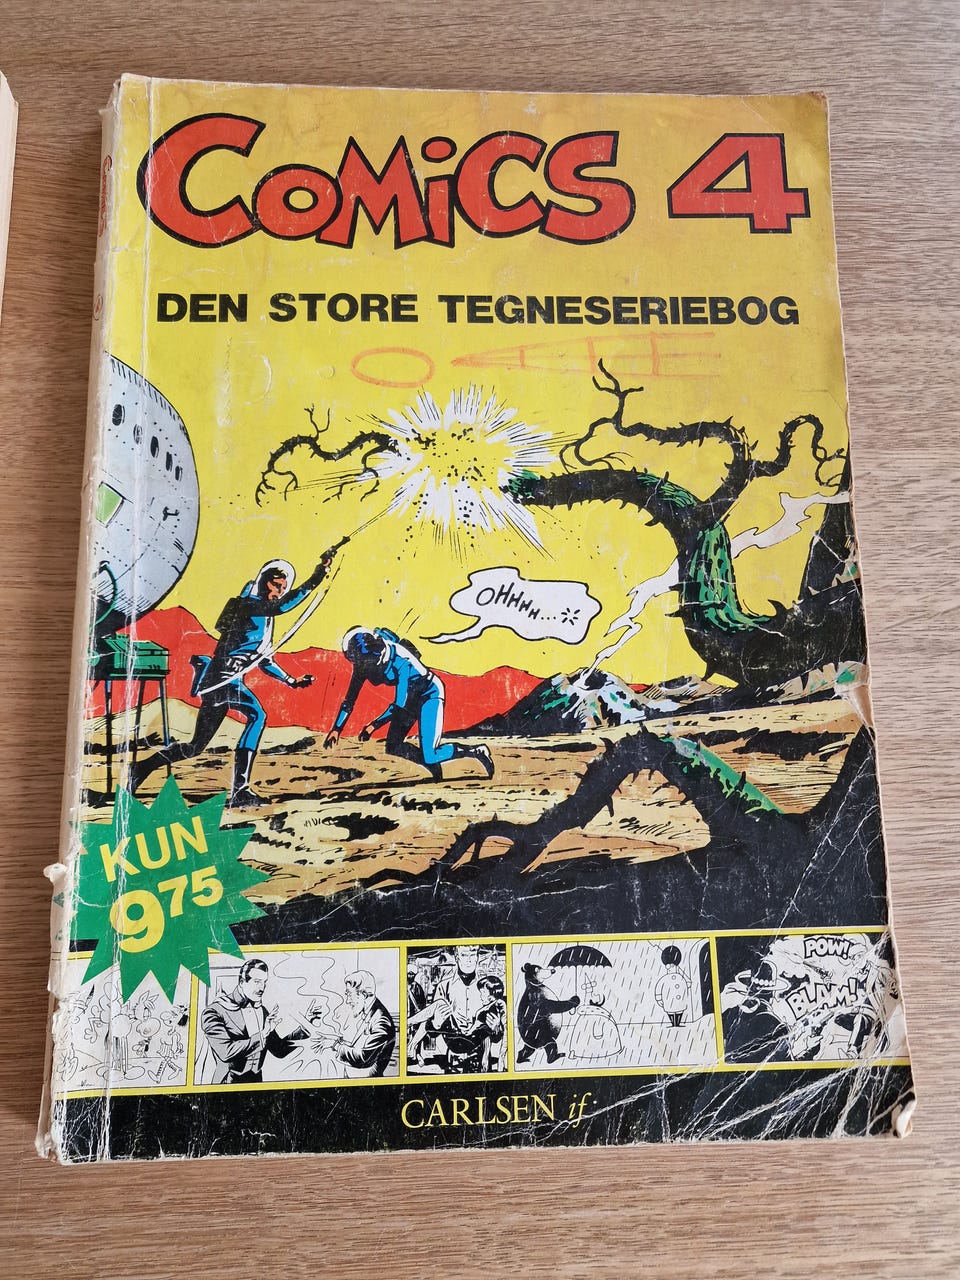 COMiCS 4
DEN STORE TEGNESERIEBOG
OHHHH...
KUN
975
POW!
BLAM!
CARLSEN if